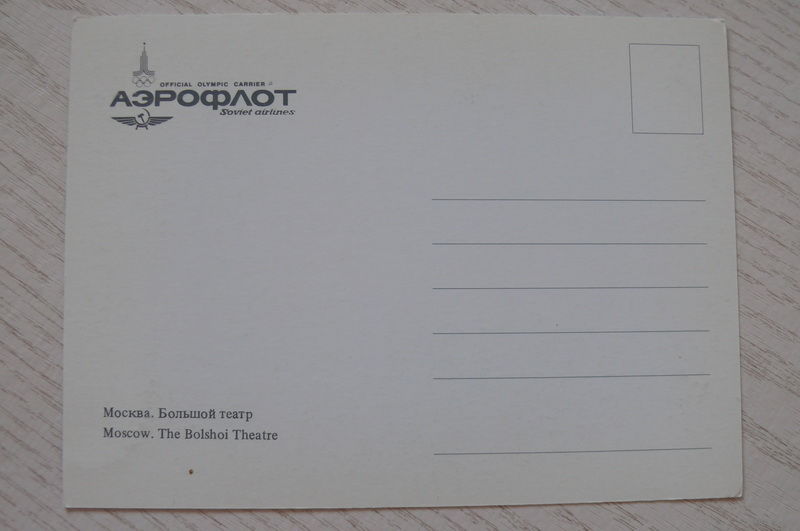 OFFICIAL OLYMPIC CARRIER
АЭРОФЛОТ
Soviet airlines
Москва. Большой театр
Moscow. The Bolshoi Theatre